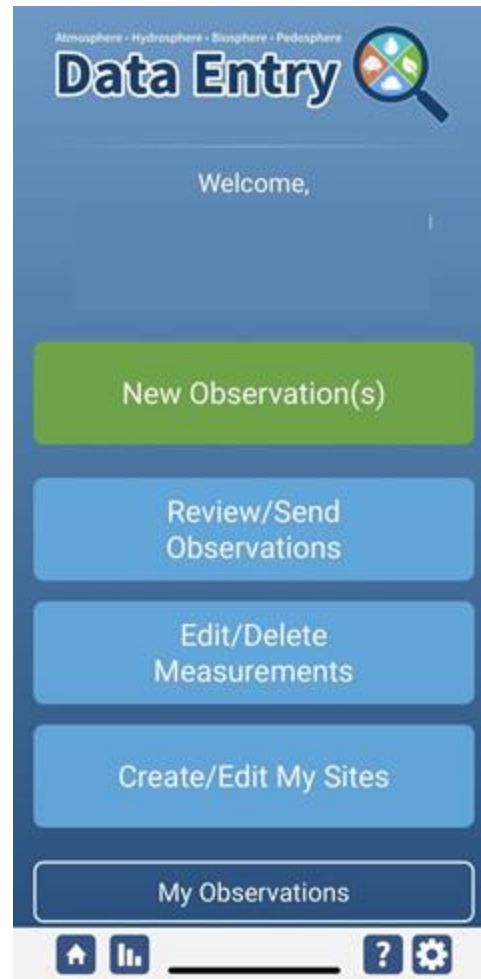 Atmosphere • Hydrosphere • Biosphere • Pedosphere
Data Entry
Welcome,
New Observation(s)
Review/Send
Observations
Edit/Delete
Measurements
Create/Edit My Sites
My Observations
?